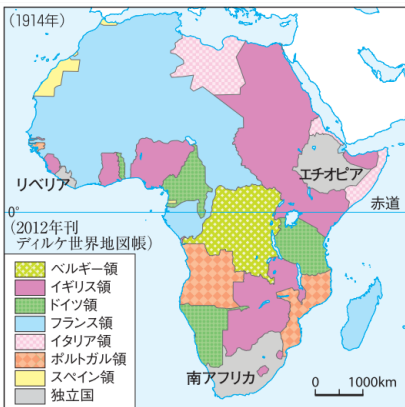 (1914年)
リベリア
エチオピア
赤道
0°
(2012年刊
ディルケ世界地図帳)
ベルギー領
イギリス領
ドイツ領
フランス領
イタリア領
ポルトガル領
スペイン領
独立国
南アフリカ
0 1000km